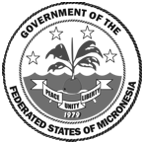 GOVERNMENT OF THE
PEACE UNITY LIBERTY
1979
FEDERATED STATES OF MICRONESIA